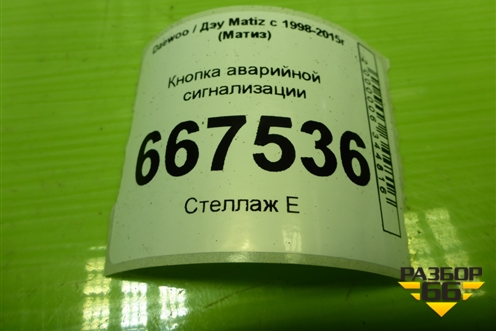 Daewoo / Дэу Matiz с 1998-2015г
(Матиз)
Кнопка аварийной
сигнализации
667536
Стеллаж Е
РАЗБОР
66